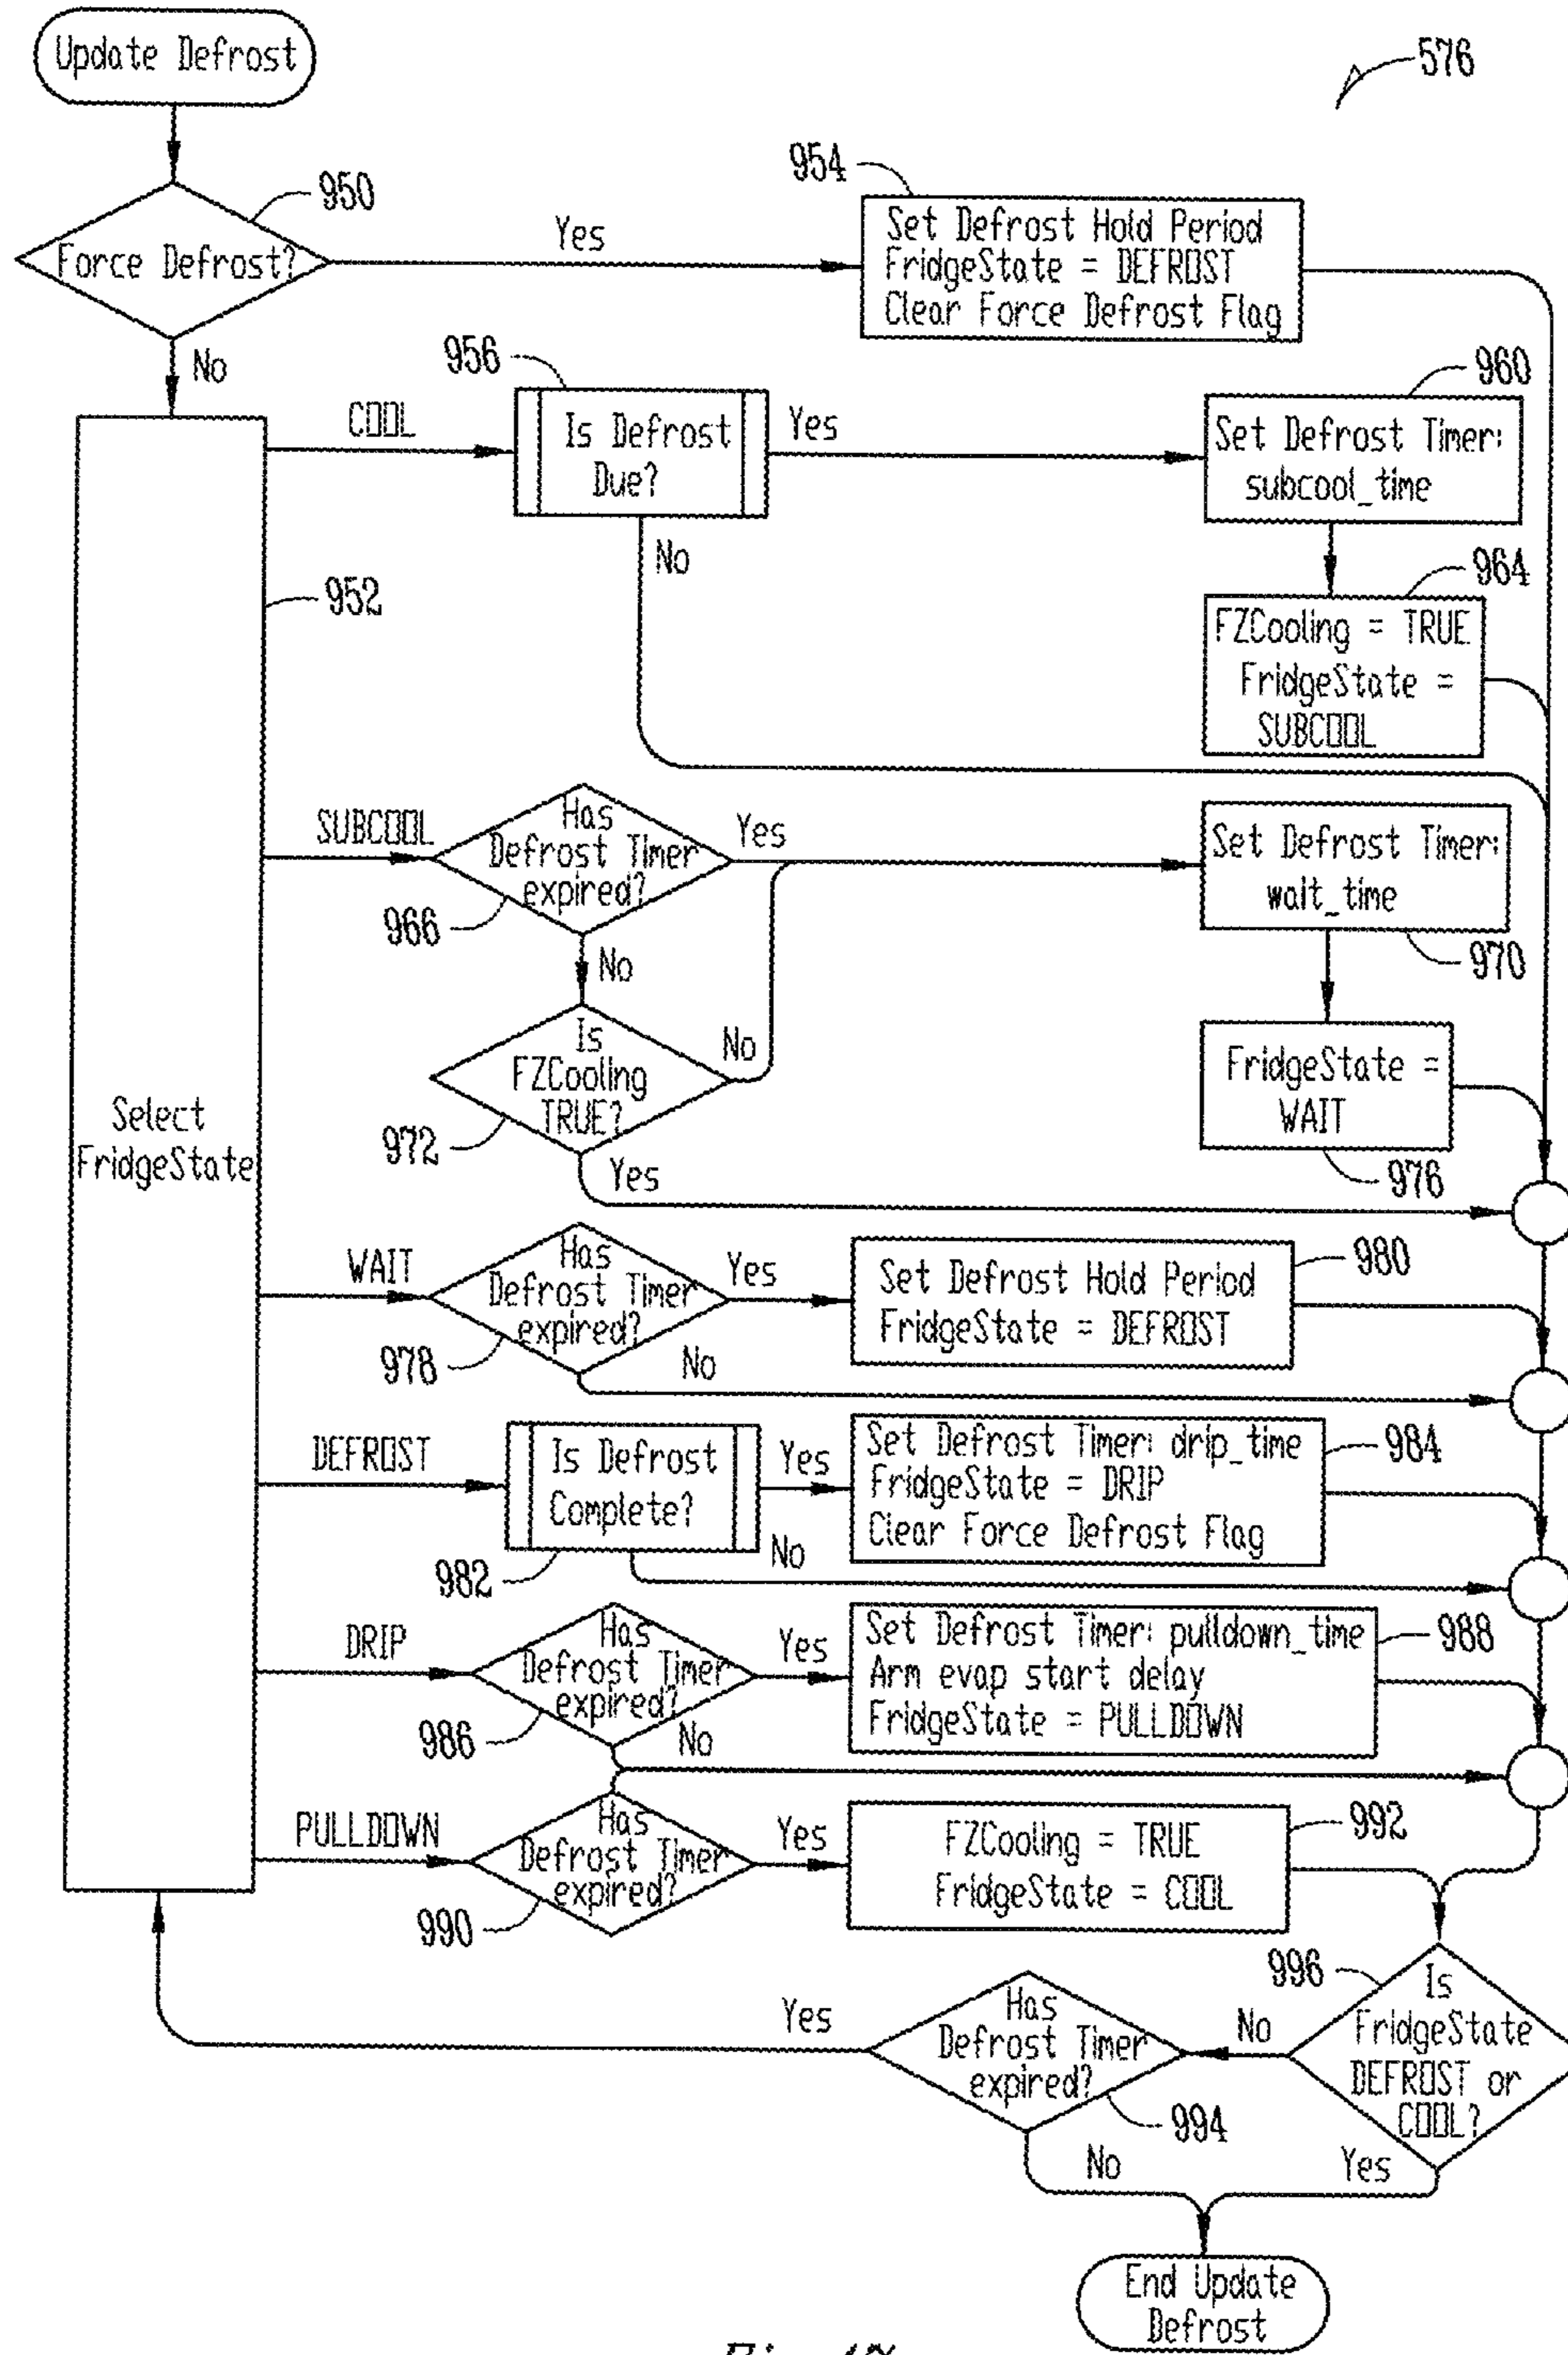 Update Defrost
576
950
954
Force Defrost?
Yes
Set Defrost Hold Period
FridgeState = DEFROST
Clear Force Defrost Flag
No
956
960
COOL
Is Defrost
Due?
Yes
Set Defrost Timer:
subcool_time
No
952
964
FZCooling = TRUE
FridgeState =
SUBCOOL
SUBCOOL
Has
Defrost Timer
expired?
Yes
966
Set Defrost Timer:
wait_time
970
No
Is
FZCooling
TRUE?
No
972
Yes
FridgeState =
WAIT
976
Select
FridgeState
WAIT
Has
Defrost Timer
expired?
Yes
978
No
Set Defrost Hold Period
FridgeState = DEFROST
980
DEFROST
Is Defrost
Complete?
Yes
982
No
Set Defrost Timer: drip_time
FridgeState = DRIP
Clear Force Defrost Flag
984
DRIP
Has
Defrost Timer
expired?
Yes
986
No
Set Defrost Timer: pulldown_time
Arm evap start delay
FridgeState = PULLDOWN
988
PULLDOWN
Has
Defrost Timer
expired?
Yes
990
FZCooling = TRUE
FridgeState = COOL
992
996
Is
FridgeState
DEFROST or
COOL?
No
Yes
Has
Defrost Timer
expired?
Yes
994
No
End Update
Defrost